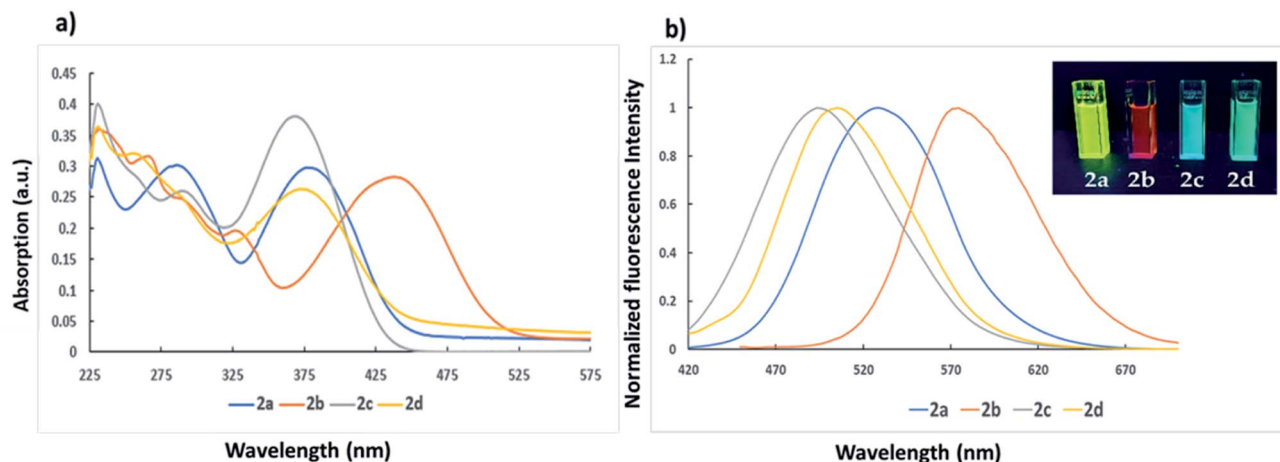 a)
Absorption (a.u.)
0.45
0.4
0.35
0.3
0.25
0.2
0.15
0.1
0.05
0
225 275 325 375 425 475 525 575
2a 2b 2c 2d
Wavelength (nm)
b)
Normalized fluorescence Intensity
1.2
1
0.8
0.6
0.4
0.2
0
420 470 520 570 620 670
2a 2b 2c 2d
2a 2b 2c 2d
Wavelength (nm)